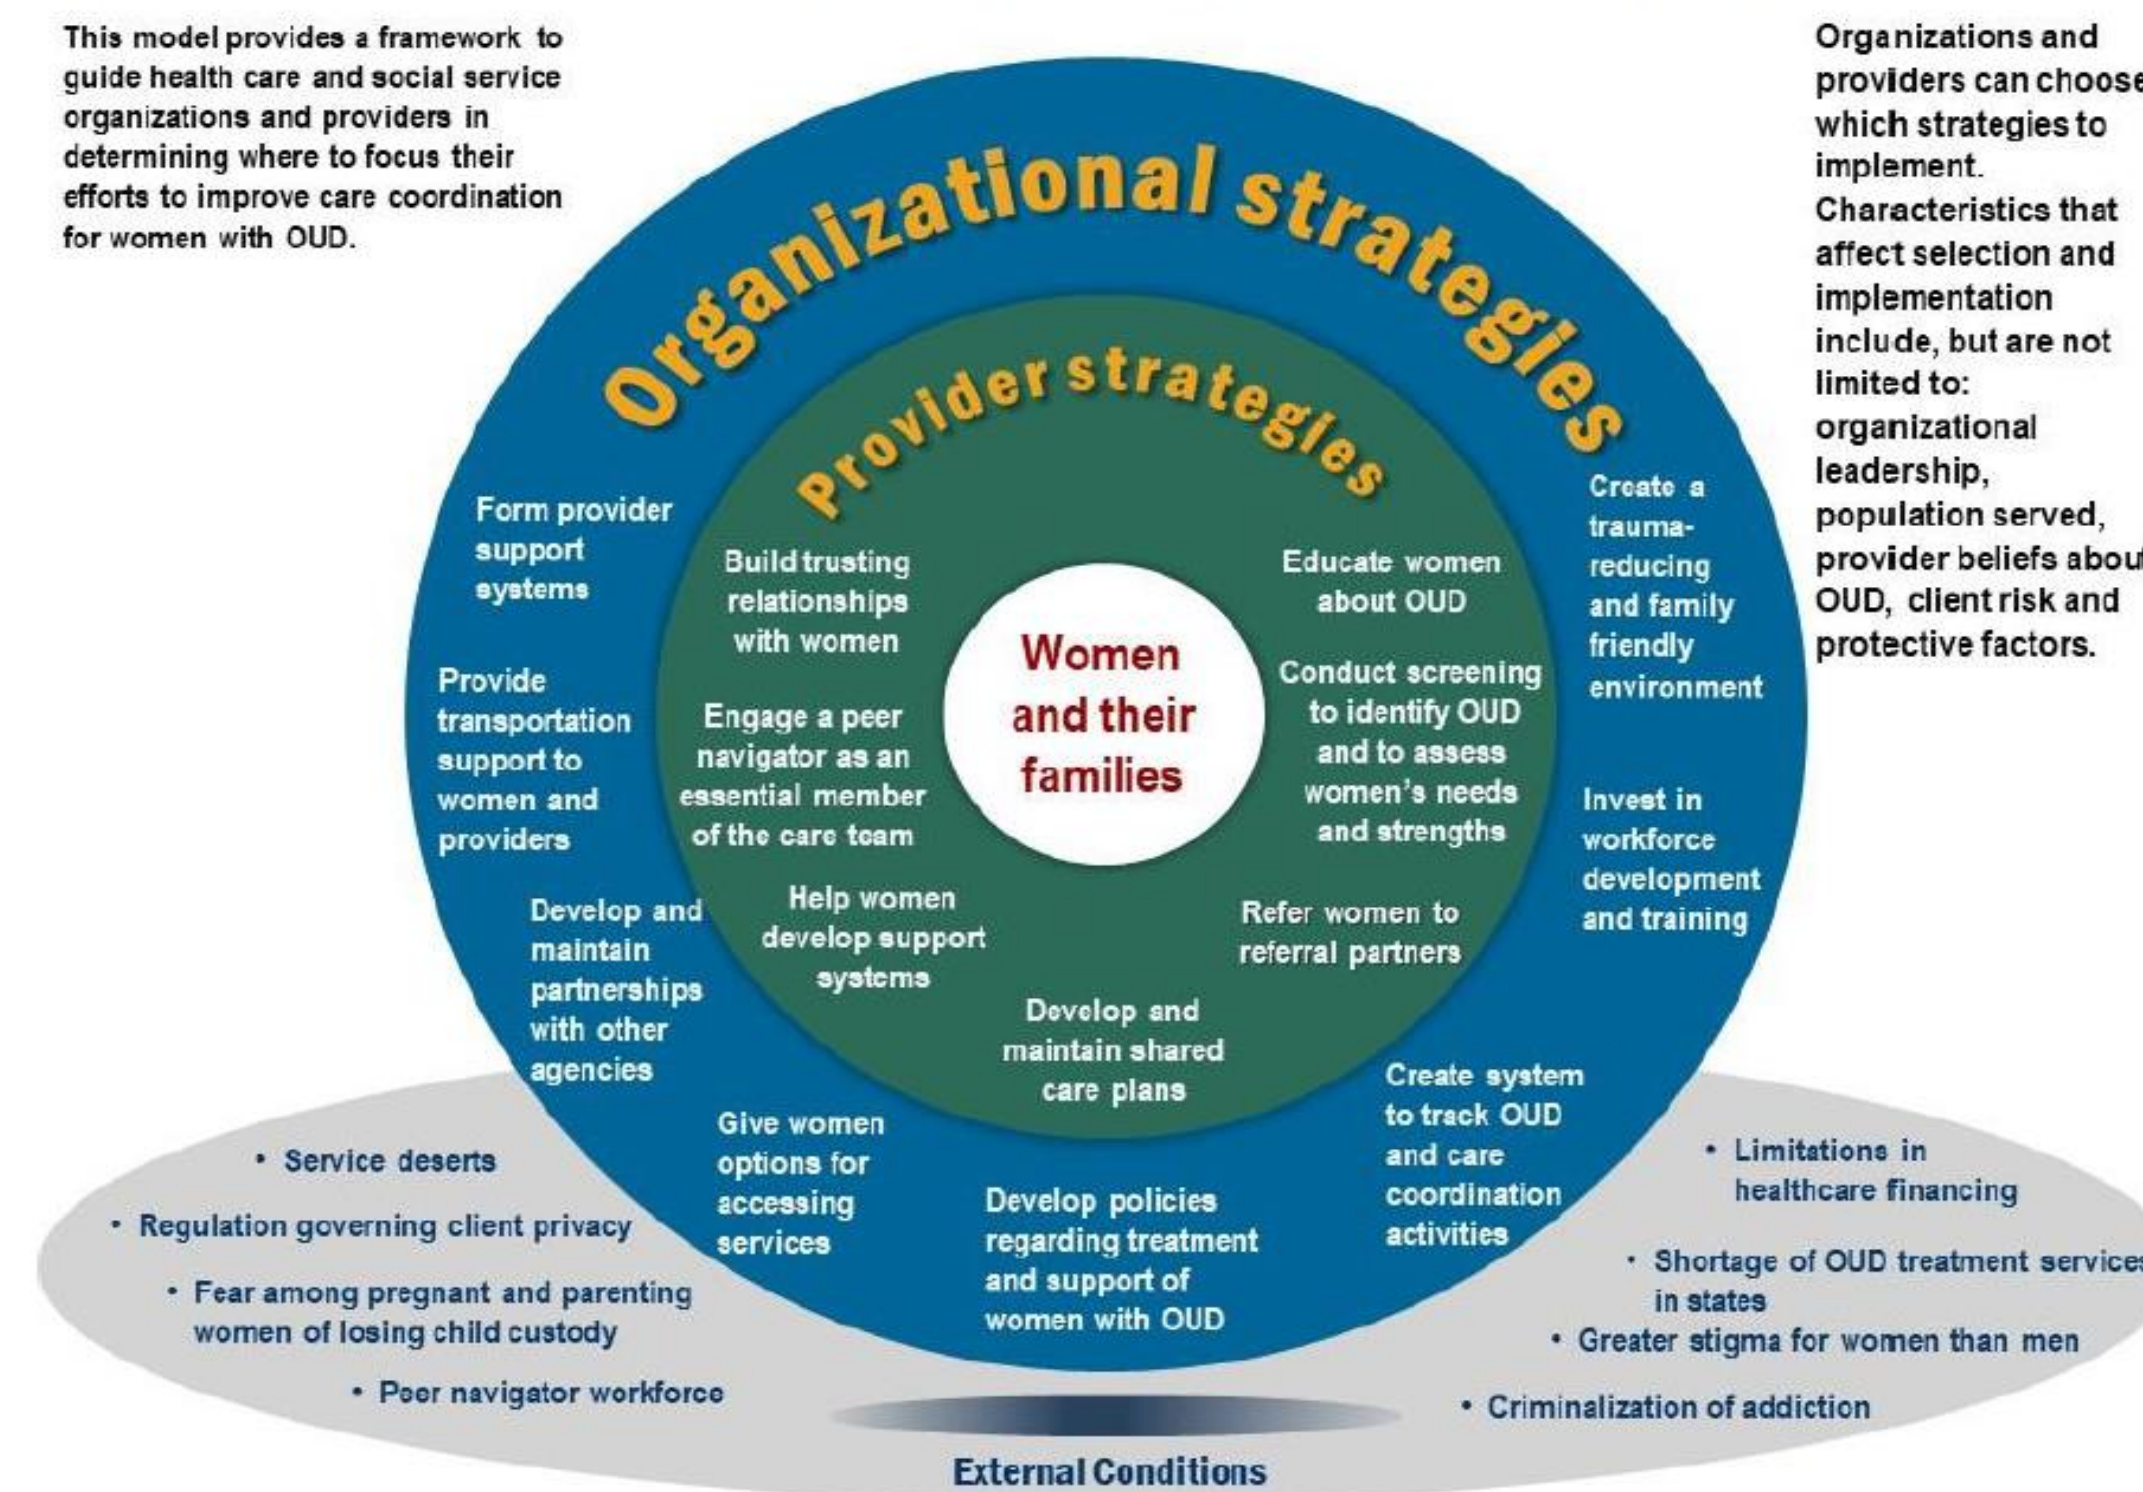 This model provides a framework to
guide health care and social service
organizations and providers in
determining where to focus their
efforts to improve care coordination
for women with OUD.
Organizations and
providers can choose
which strategies to
implement.
Characteristics that
affect selection and
implementation
include, but are not
limited to:
organizational
leadership,
population served,
provider beliefs about
OUD, client risk and
protective factors.
Organizational strategies
Form provider
support
systems
Provide
transportation
support to
women and
providers
Develop and
maintain
partnerships
with other
agencies
Give women
options for
accessing
services
Develop policies
regarding treatment
and support of
women with OUD
Create system
to track OUD
and care
coordination
activities
Invest in
workforce
development
and training
Create a
trauma-
reducing
and family
friendly
environment
Provider strategies
Build trusting
relationships
with women
Engage a peer
navigator as an
essential member
of the care team
Help women
develop support
systems
Develop and
maintain shared
care plans
Refer women to
referral partners
Conduct screening
to identify OUD
and to assess
women's needs
and strengths
Educate women
about OUD
Women
and their
families
• Service deserts
• Regulation governing client privacy
• Fear among pregnant and parenting
women of losing child custody
• Peer navigator workforce
• Limitations in
healthcare financing
• Shortage of OUD treatment services
in states
• Greater stigma for women than men
• Criminalization of addiction
External Conditions